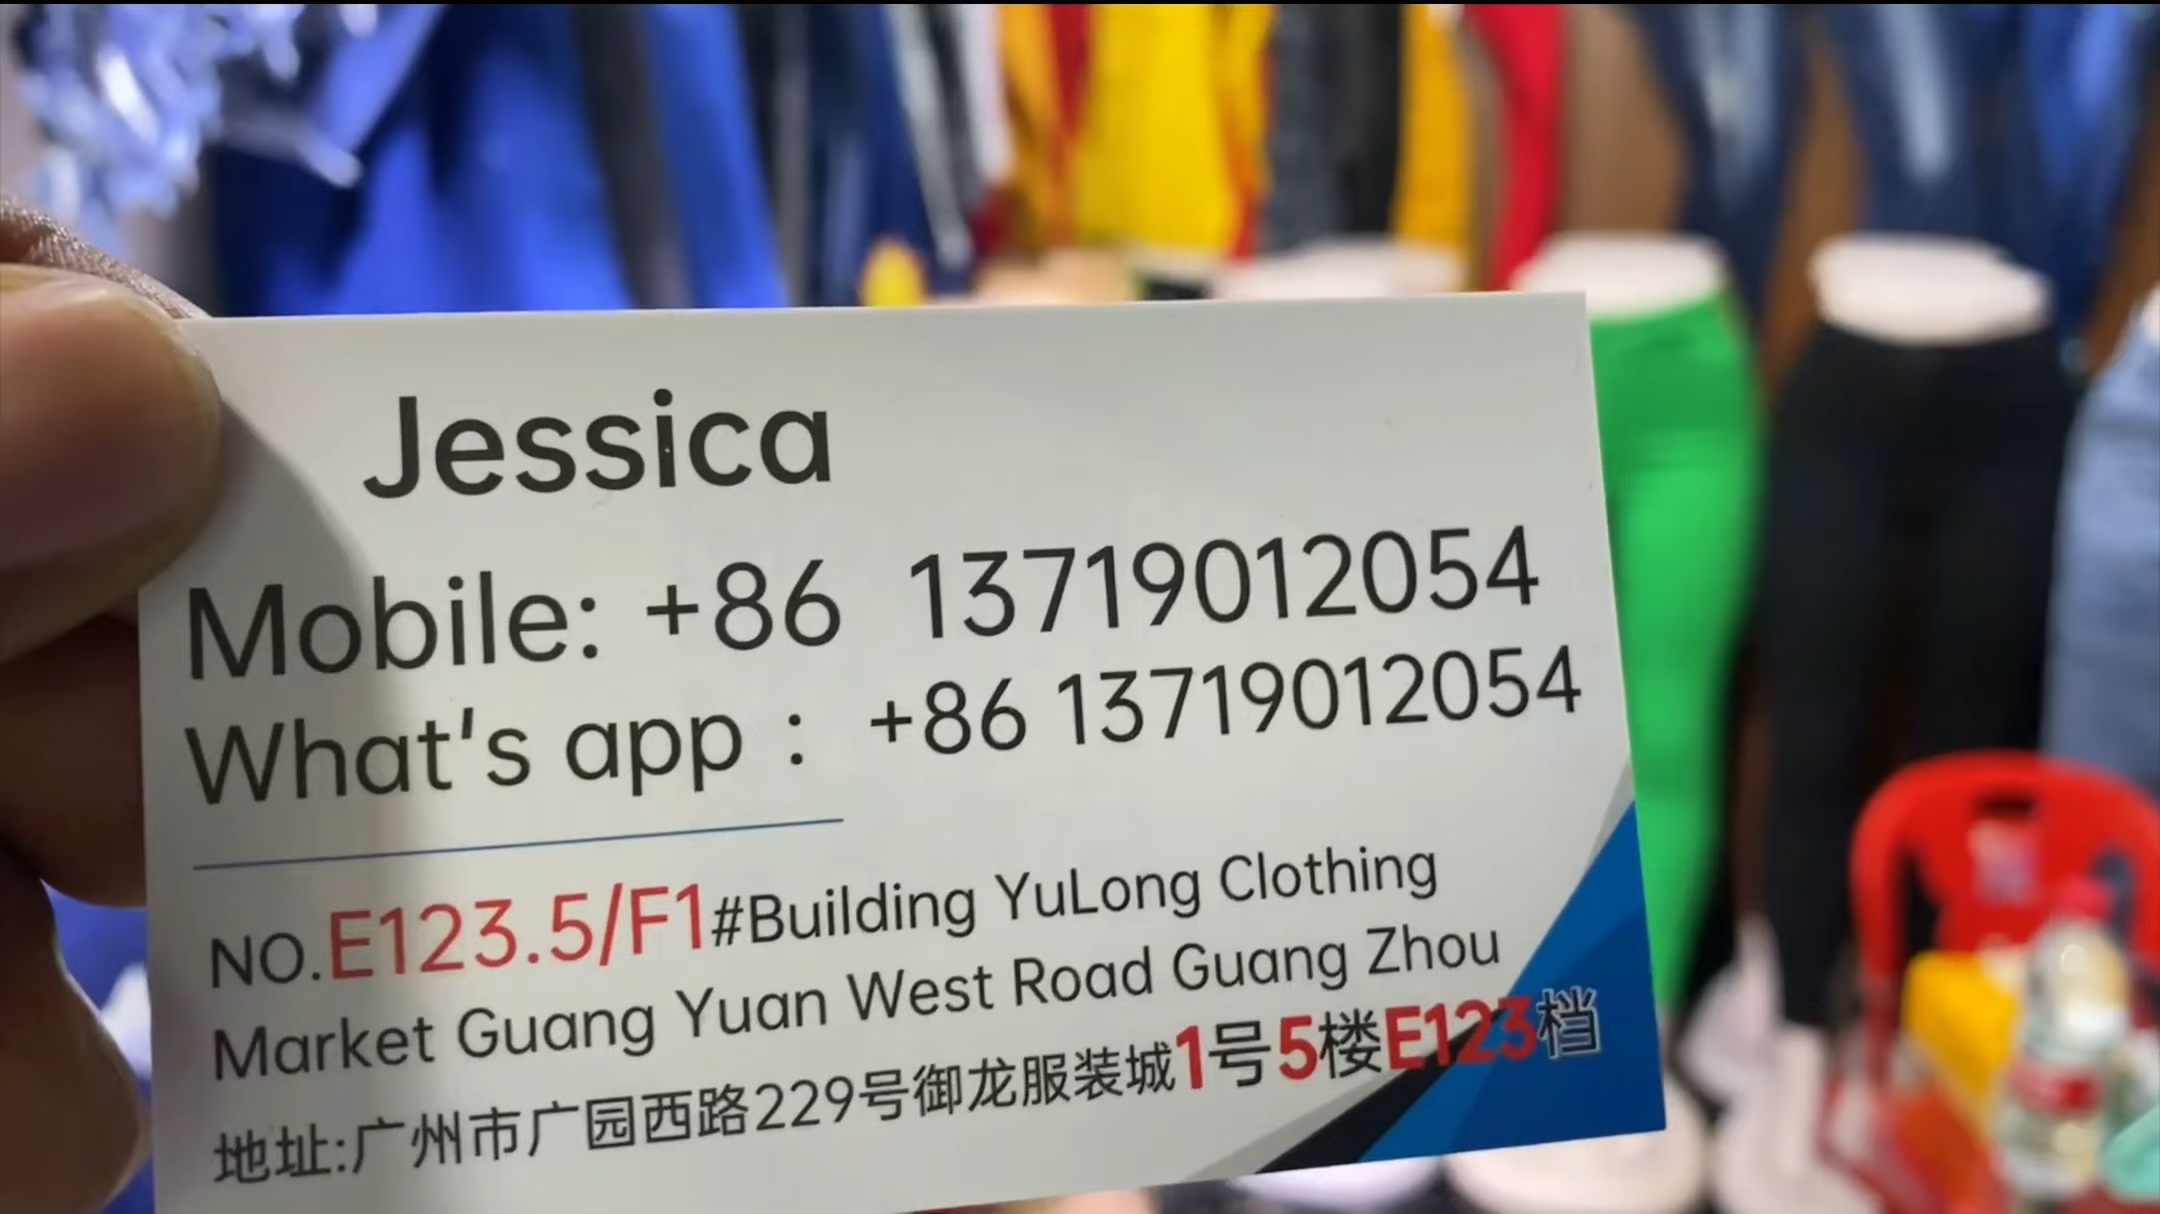 Jessica
Mobile: +86 13719012054
What's app : +86 13719012054
NO.E123.5/F1#Building YuLong Clothing
Market Guang Yuan West Road Guang Zhou
地址:广州市广园西路229号御龙服装城1号5楼E123档